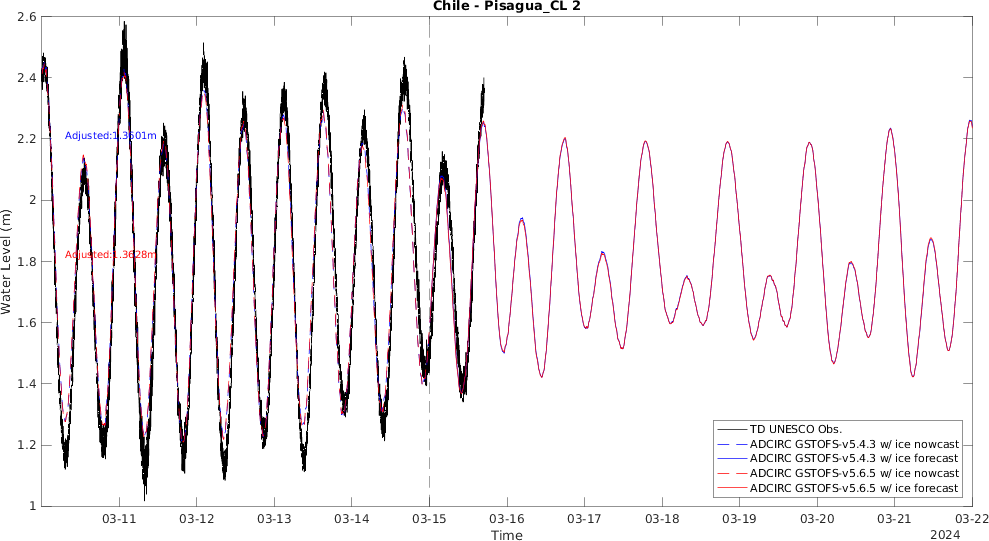 Chile - Pisagua_CL 2
Water Level (m)
2.6
2.4
2.2
2
1.8
1.6
1.4
1.2
1
Adjusted:1.3601m
Adjusted:1.3628m
TD UNESCO Obs.
ADCIRC GSTOFS-v5.4.3 w/ ice nowcast
ADCIRC GSTOFS-v5.4.3 w/ ice forecast
ADCIRC GSTOFS-v5.6.5 w/ ice nowcast
ADCIRC GSTOFS-v5.6.5 w/ ice forecast
03-11 03-12 03-13 03-14 03-15 03-16 03-17 03-18 03-19 03-20 03-21 03-22
Time
2024